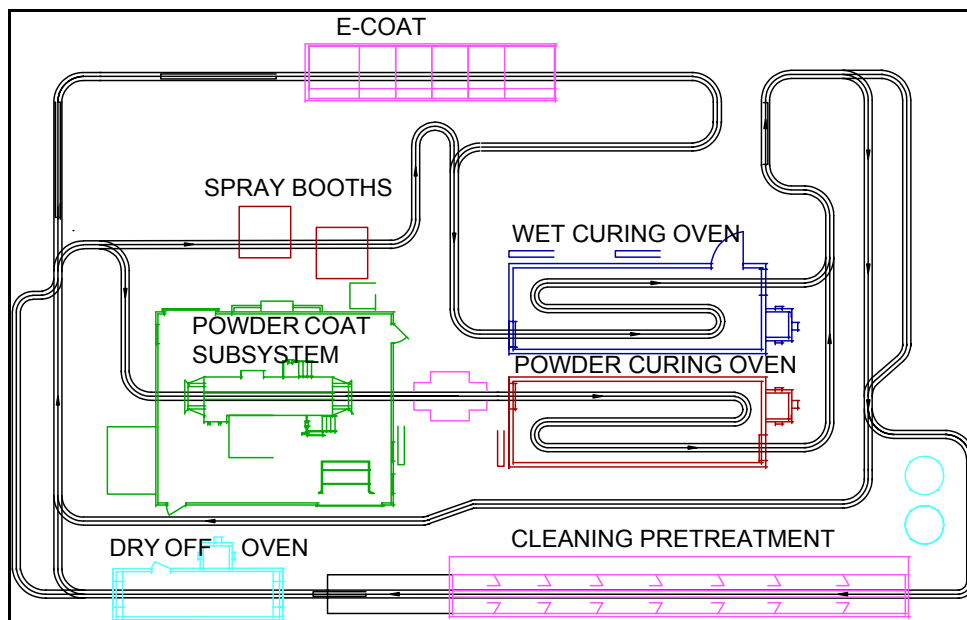 E-COAT
SPRAY BOOTHS
WET CURING OVEN
POWDER COAT
SUBSYSTEM
POWDER CURING OVEN
DRY OFF OVEN
CLEANING PRETREATMENT